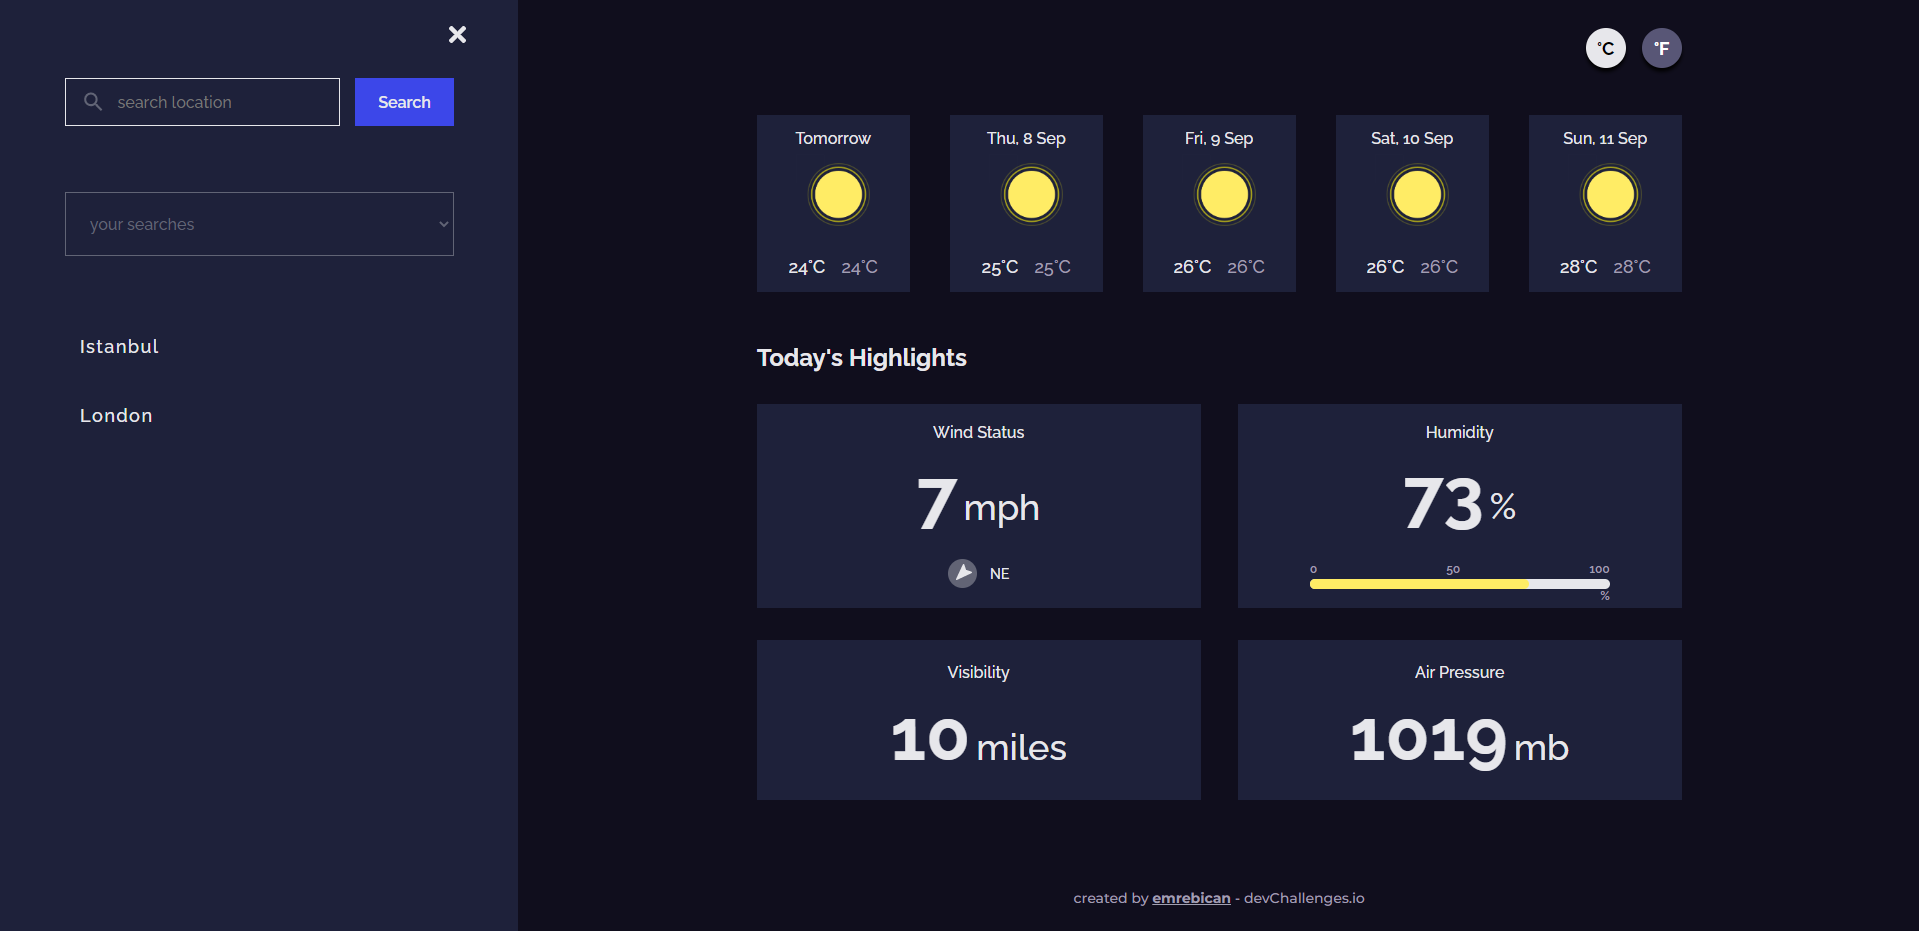 search location
Search
your searches
Istanbul
London
°C
°F
Tomorrow
24°C 24°C
Thu, 8 Sep
25°C 25°C
Fri, 9 Sep
26°C 26°C
Sat, 10 Sep
26°C 26°C
Sun, 11 Sep
28°C 28°C
Today's Highlights
Wind Status
7 mph
NE
Humidity
73 %
0 50 100
%
Visibility
10 miles
Air Pressure
1019 mb
created by emrebican - devChallenges.io